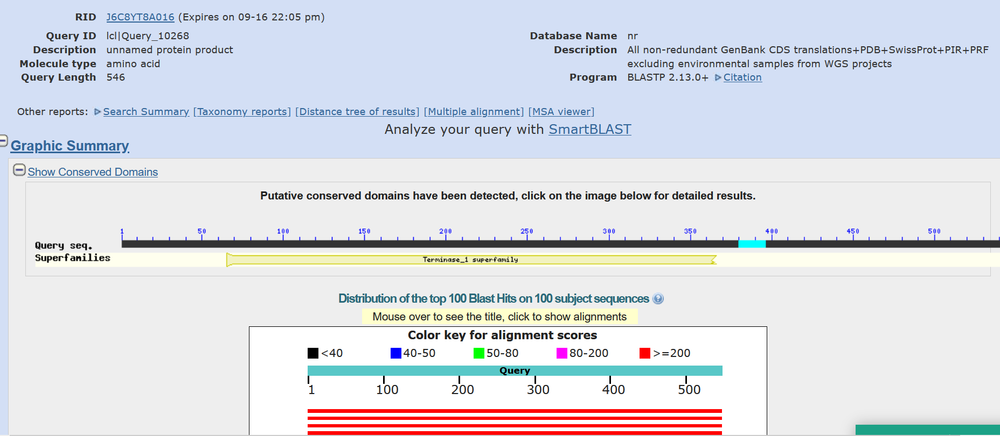 RID J6C8YT8A016 (Expires on 09-16 22:05 pm)
Query ID lcl|Query_10268
Description unnamed protein product
Molecule type amino acid
Query Length 546
Database Name nr
Description All non-redundant GenBank CDS translations+PDB+SwissProt+PIR+PRF
excluding environmental samples from WGS projects
Program BLASTP 2.13.0+ Citation
Other reports: Search Summary [Taxonomy reports] [Distance tree of results] [Multiple alignment] [MSA viewer]
Analyze your query with SmartBLAST
Graphic Summary
Show Conserved Domains
Putative conserved domains have been detected, click on the image below for detailed results.
1 50 100 150 200 250 300 350 400 450 500
Query seq.
Superfamilies
Terminase_1 superfamily
Distribution of the top 100 Blast Hits on 100 subject sequences ?
Mouse over to see the title, click to show alignments
Color key for alignment scores
<40 40-50 50-80 80-200 >=200
Query
1 100 200 300 400 500